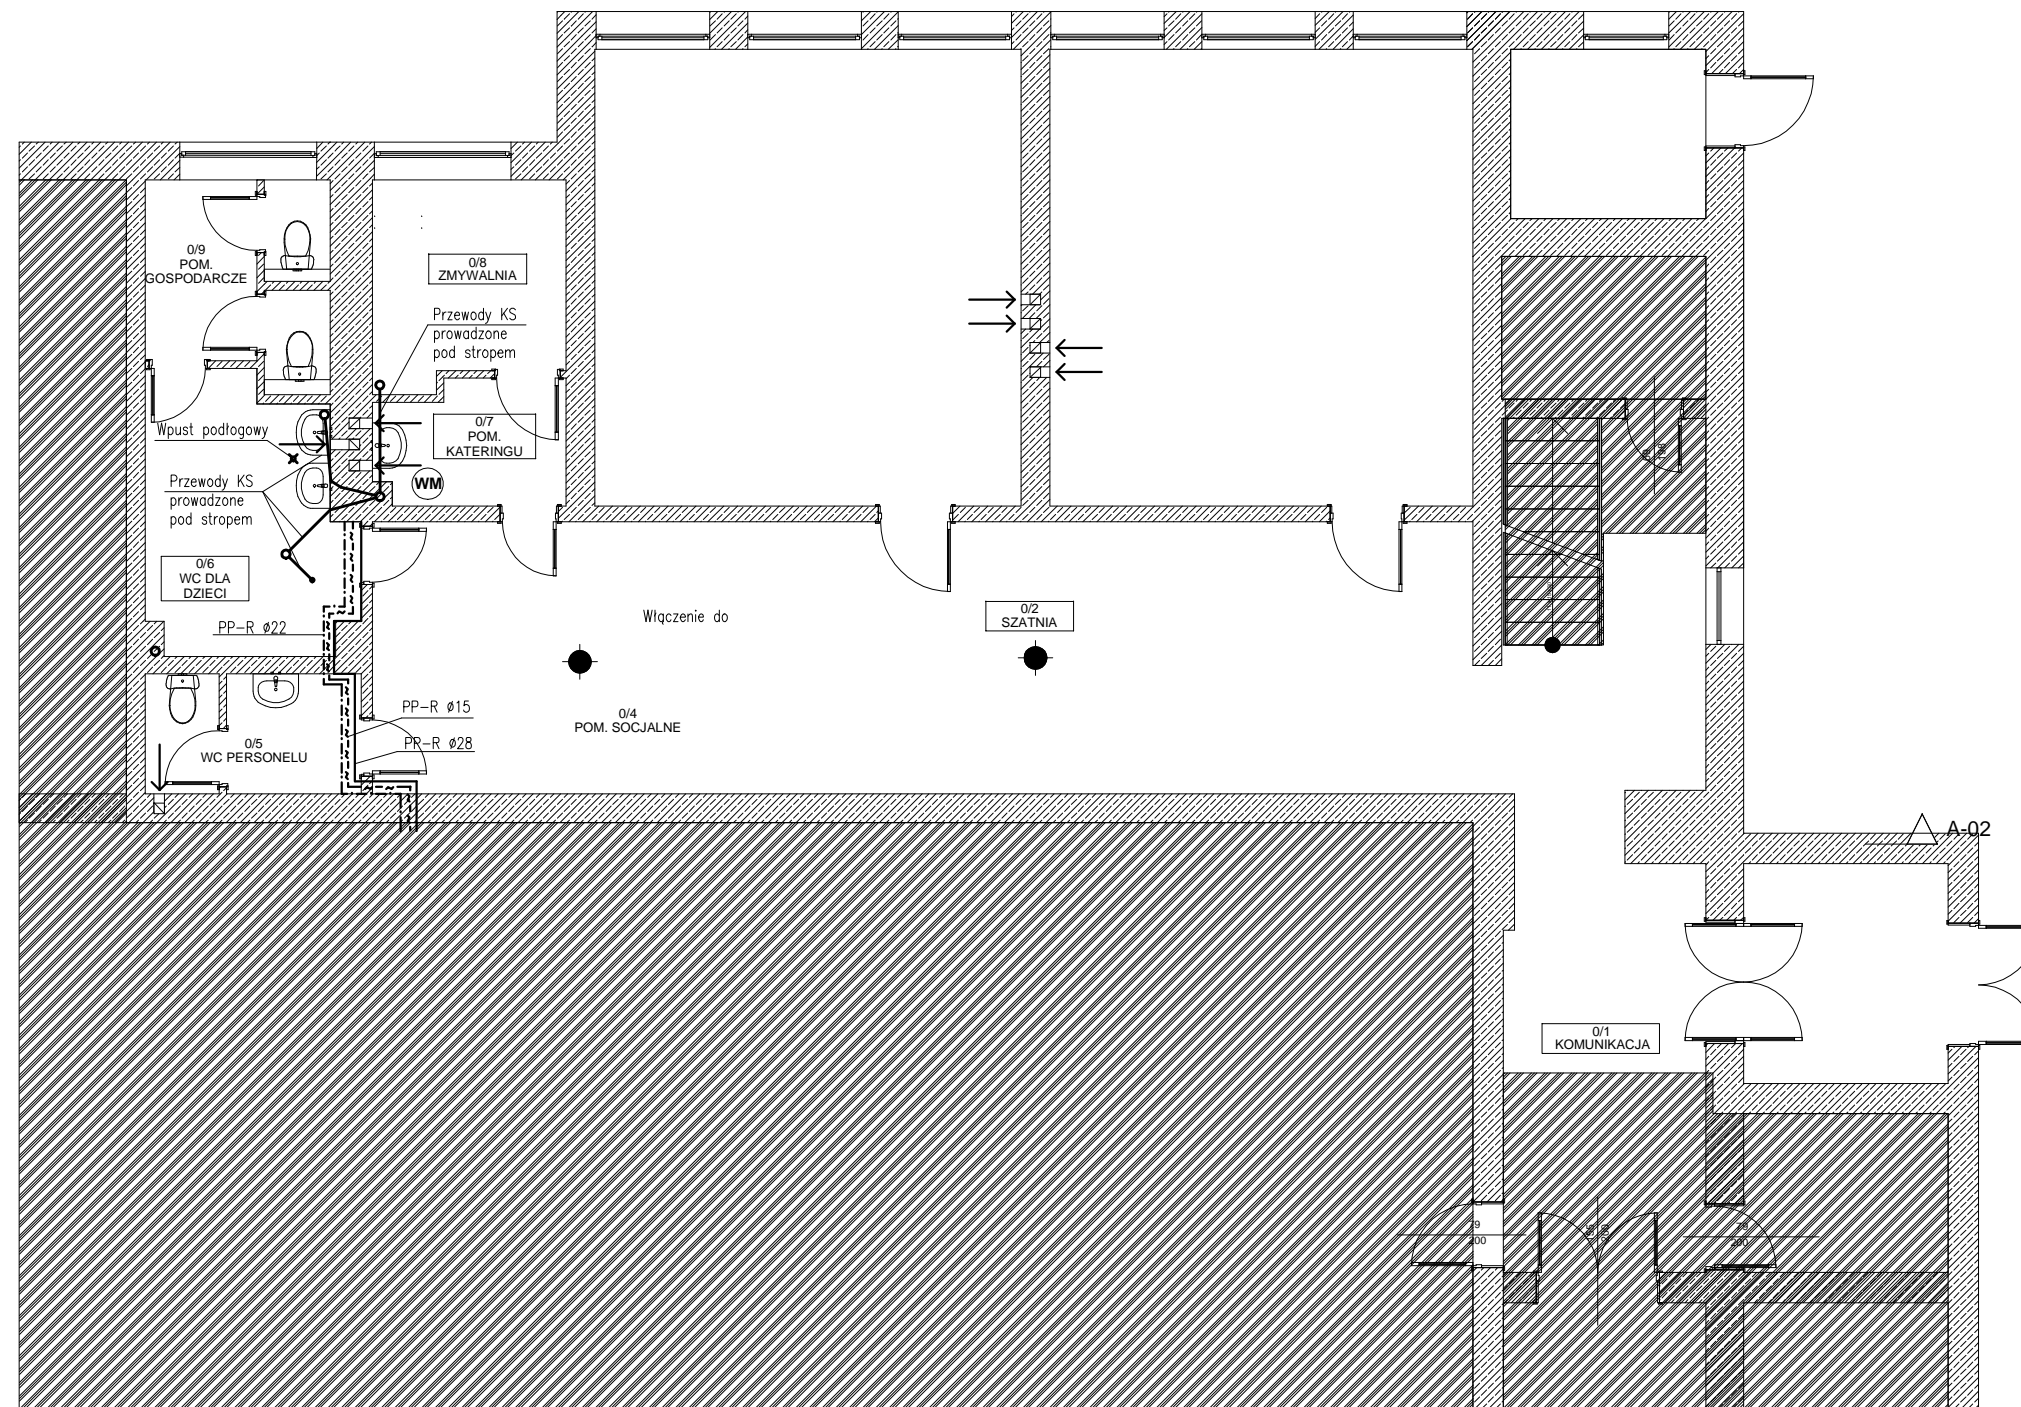 0/9
POM.
GOSPODARCZE
0/8
ZMYWALNIA
Przewody KS
prowadzone
pod stropem
0/7
POM.
KATERINGU
WM
Wpust podłogowy
Przewody KS
prowadzone
pod stropem
0/6
WC DLA
DZIECI
PP-R ø22
Włączenie do
0/2
SZATNIA
PP-R ø15
0/4
POM. SOCJALNE
PP-R ø28
0/5
WC PERSONELU
A-02
0/1
KOMUNIKACJA
79
200
155
200
79
200